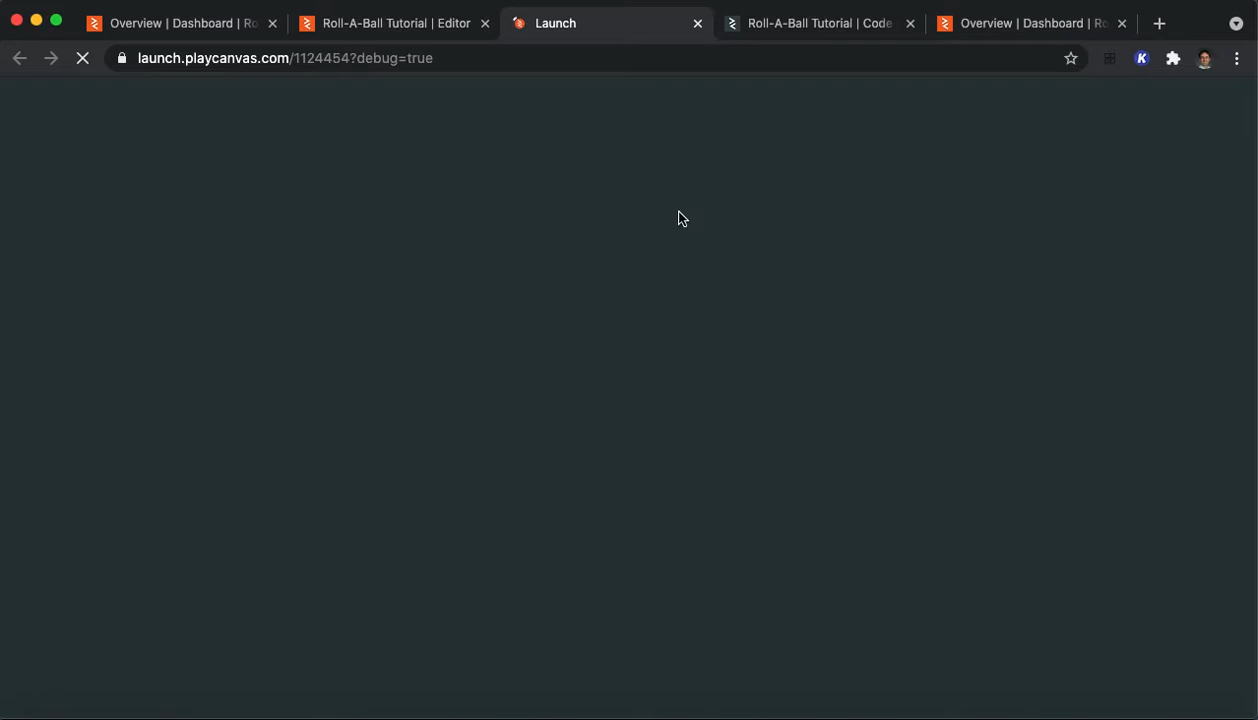 Overview | Dashboard | Ro
Roll-A-Ball Tutorial | Editor
Launch
Roll-A-Ball Tutorial | Code
Overview | Dashboard | Ro
launch.playcanvas.com/1124454?debug=true
K